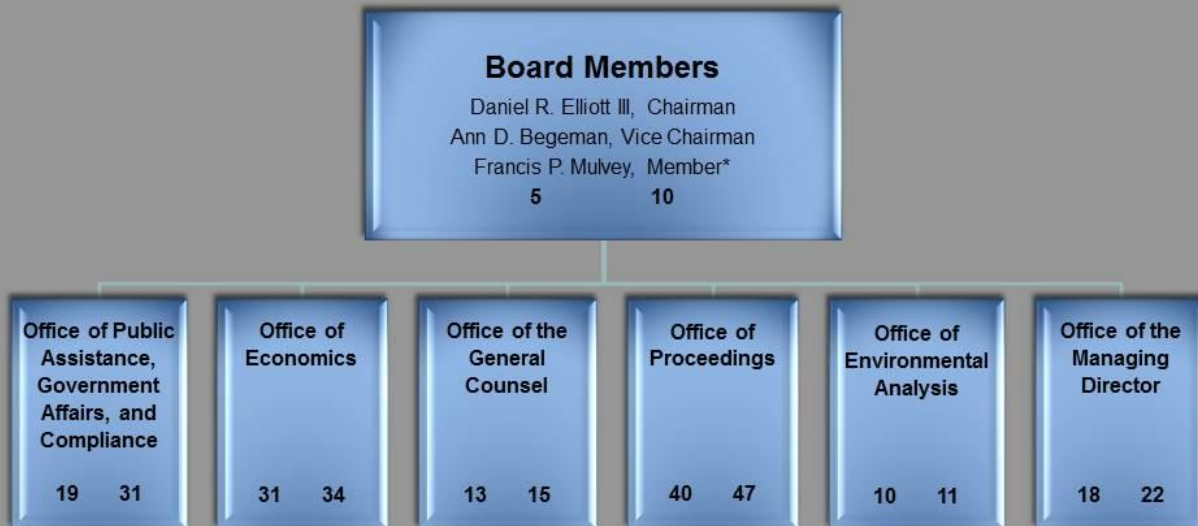 Board Members
Daniel R. Elliott III, Chairman
Ann D. Begeman, Vice Chairman
Francis P. Mulvey, Member*
5 10
Office of Public
Assistance,
Government
Affairs, and
Compliance
19 31
Office of
Economics
31 34
Office of the
General
Counsel
13 15
Office of
Proceedings
40 47
Office of
Environmental
Analysis
10 11
Office of the
Managing
Director
18 22